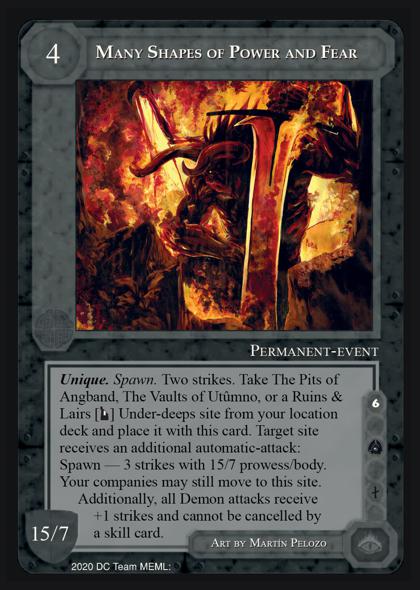 4
Many Shapes of Power and Fear
Permanent-event
Unique. Spawn. Two strikes. Take The Pits of
Angband, The Vaults of Utûmno, or a Ruins &
Lairs [] Under-deeps site from your location
deck and place it with this card. Target site
receives an additional automatic-attack:
Spawn — 3 strikes with 15/7 prowess/body.
Your companies may still move to this site.
Additionally, all Demon attacks receive
+1 strikes and cannot be cancelled by
a skill card.
6
15/7
Art by Martín Pelozo
2020 DC Team MEML: